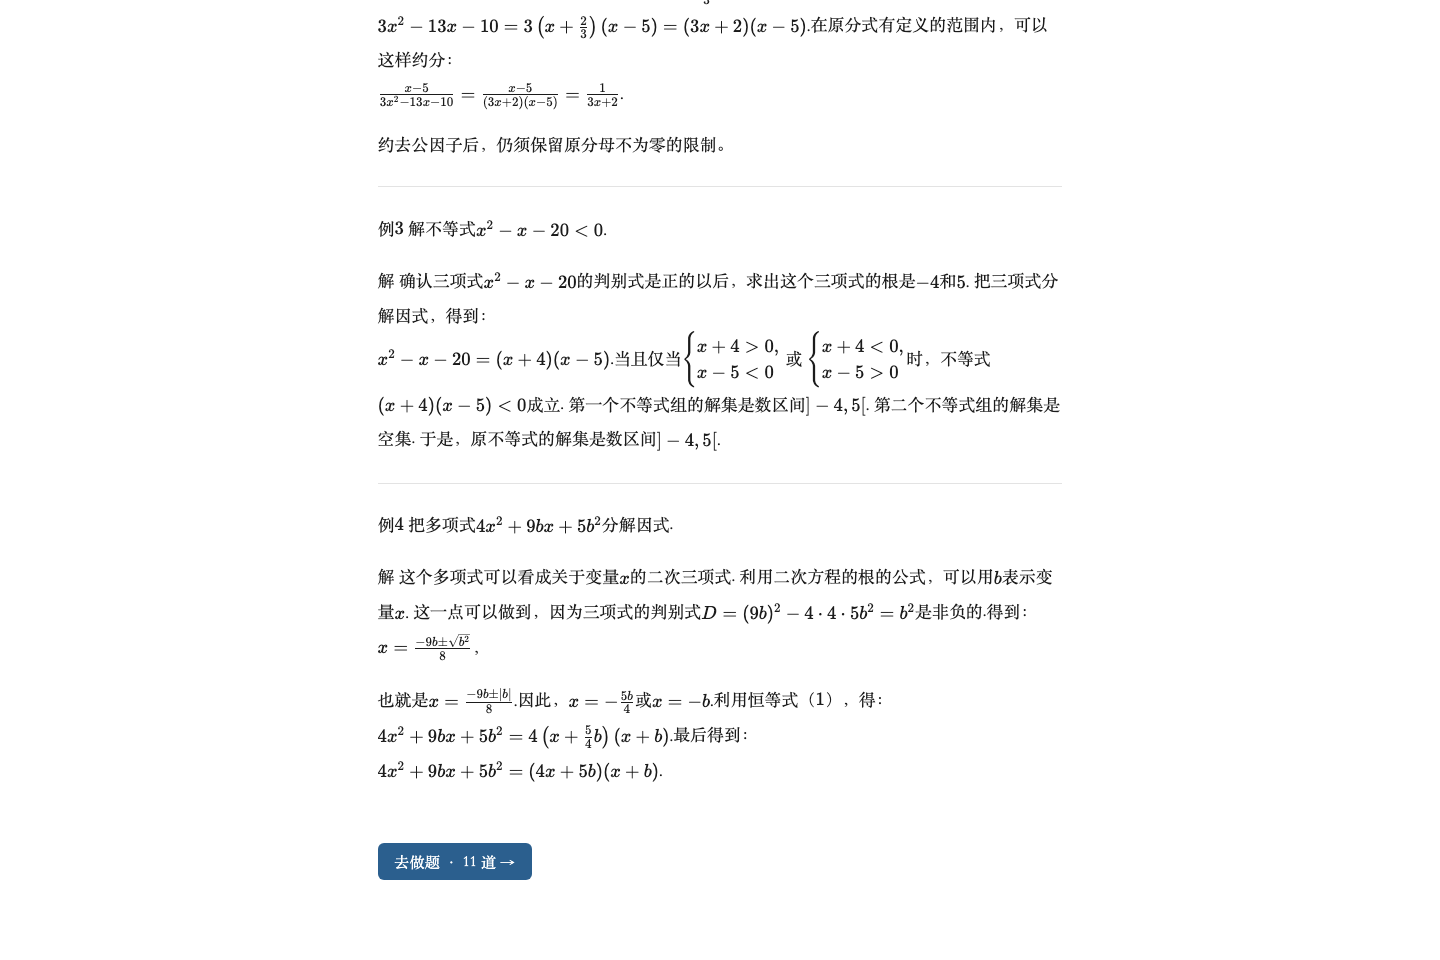 3x² − 13x − 10 = 3 (x + 2/3) (x − 5) = (3x + 2)(x − 5).在原分式有定义的范围内，可以
这样约分：
(x−5)/(3x²−13x−10) = (x−5)/((3x+2)(x−5)) = 1/(3x+2).
约去公因子后，仍须保留原分母不为零的限制。
例3 解不等式x² − x − 20 < 0.
解 确认三项式x² − x − 20的判别式是正的以后，求出这个三项式的根是−4和5. 把三项式分
解因式，得到：
x² − x − 20 = (x + 4)(x − 5).当且仅当{x + 4 > 0, x − 5 < 0 或 {x + 4 < 0, x − 5 > 0 时，不等式
(x + 4)(x − 5) < 0成立. 第一个不等式组的解集是数区间] − 4, 5[. 第二个不等式组的解集是
空集. 于是，原不等式的解集是数区间] − 4, 5[.
例4 把多项式4x² + 9bx + 5b²分解因式.
解 这个多项式可以看成关于变量x的二次三项式. 利用二次方程的根的公式，可以用b表示变
量x. 这一点可以做到，因为三项式的判别式D = (9b)² − 4 · 4 · 5b² = b²是非负的.得到：
x = (−9b±√b²)/8 ,
也就是x = (−9b±|b|)/8.因此，x = −5b/4或x = −b.利用恒等式（1），得：
4x² + 9bx + 5b² = 4 (x + 5/4 b) (x + b).最后得到：
4x² + 9bx + 5b² = (4x + 5b)(x + b).
去做题 · 11 道 →